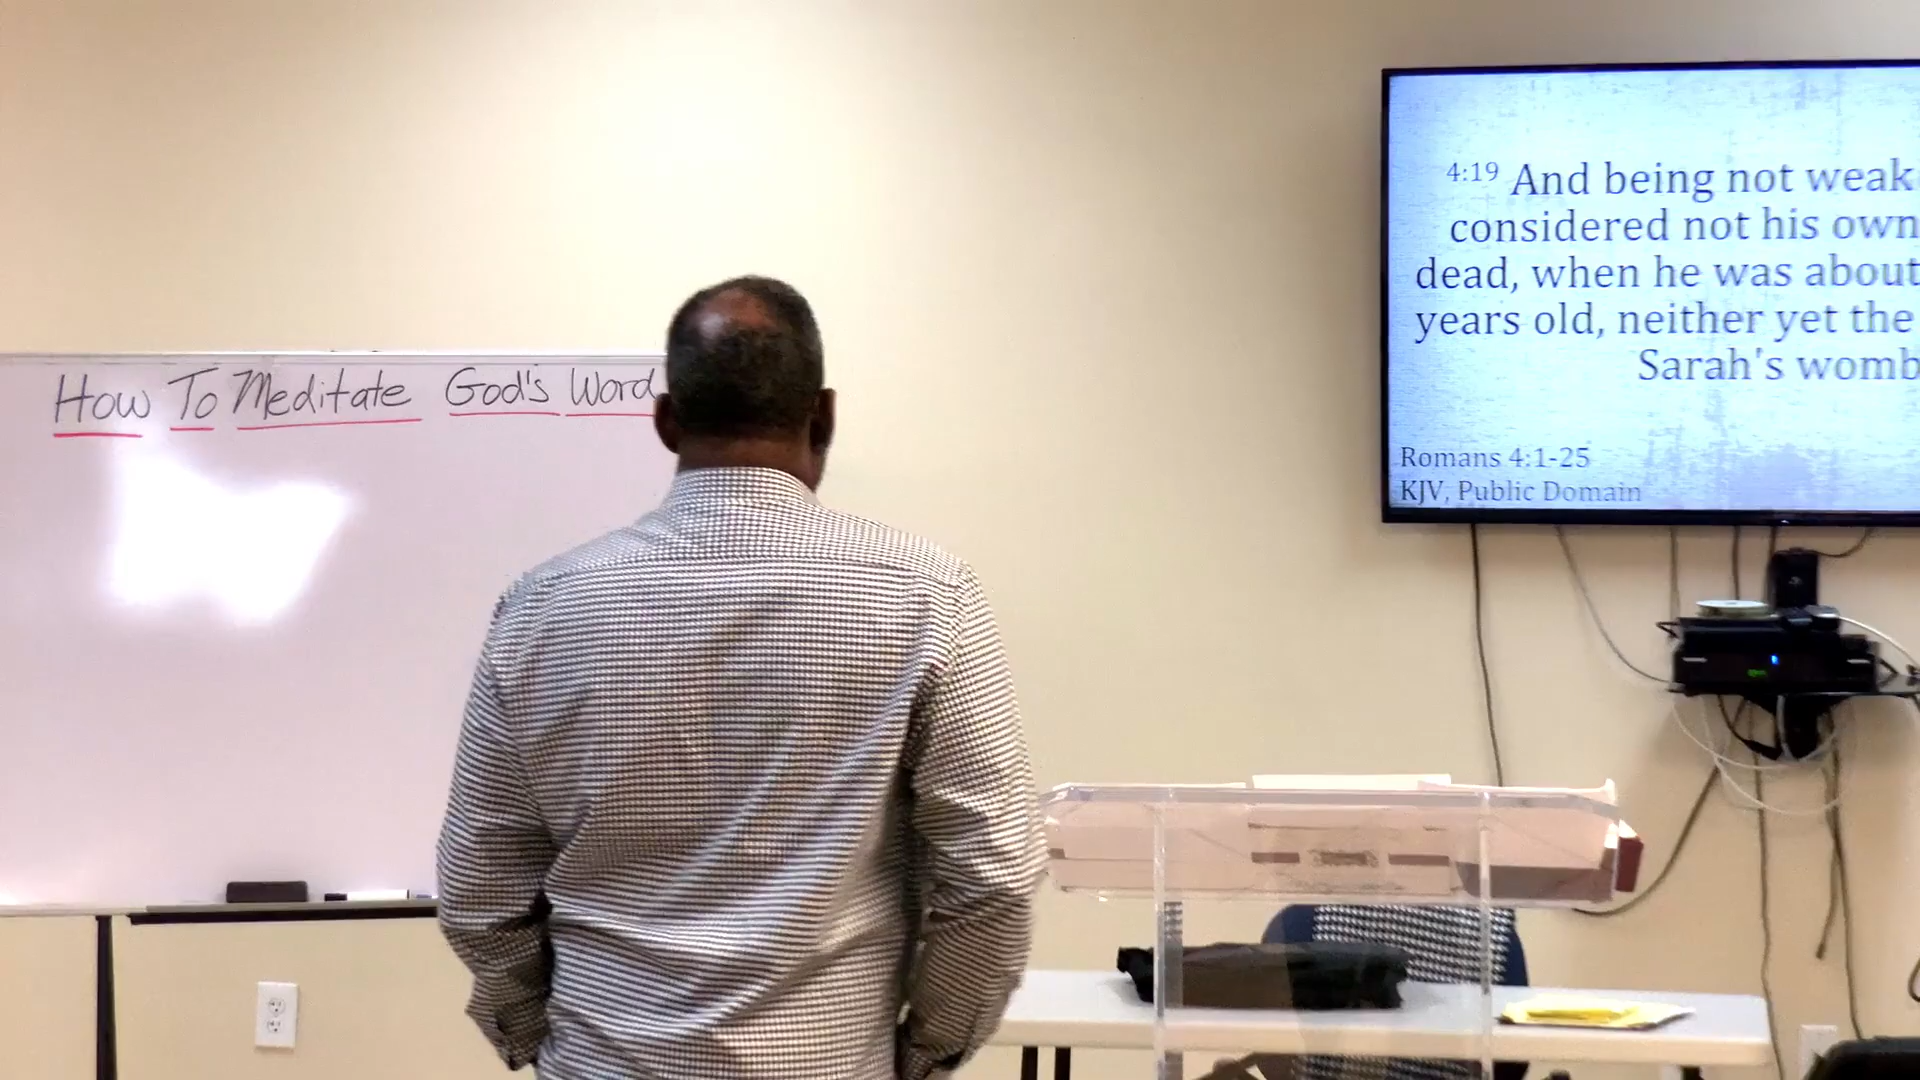 How To Meditate God's Word
4:19 And being not weak
considered not his own
dead, when he was about
years old, neither yet the
Sarah's womb
Romans 4:1-25
KJV, Public Domain